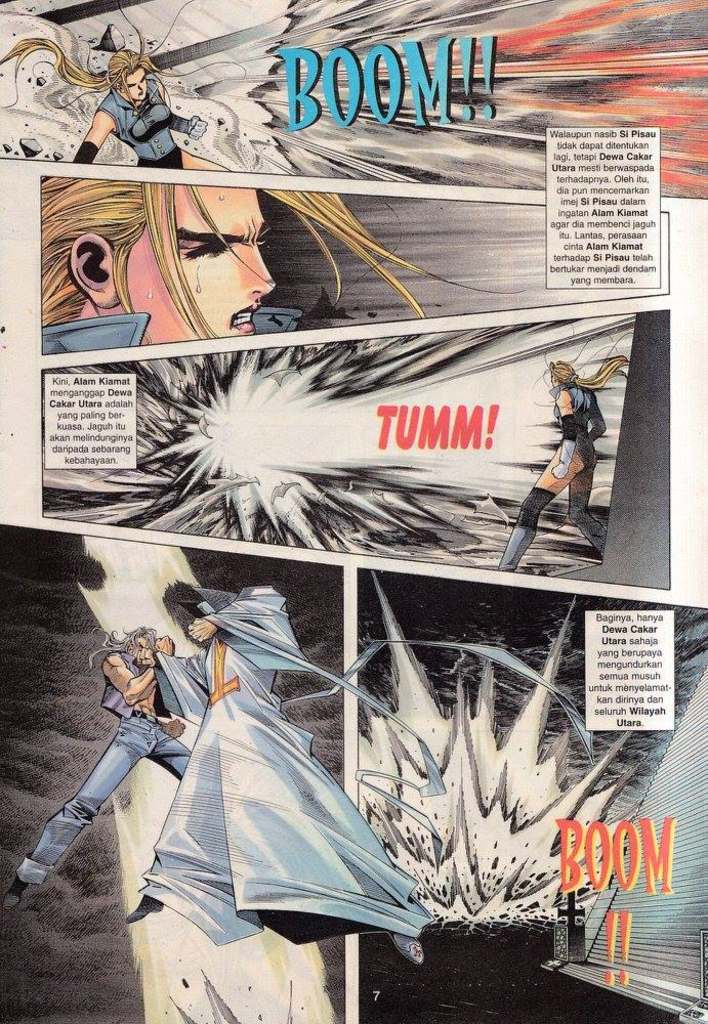 BOOM!!
Walaupun nasib Si Pisau
tidak dapat ditentukan
lagi, tetapi Dewa Cakar
Utara mesti berwaspada
terhadapnya. Oleh itu,
dia pun mencemarkan
imej Si Pisau dalam
ingatan Alam Kiamat
agar dia membenci jaguh
itu. Lantas, perasaan
cinta Alam Kiamat
terhadap Si Pisau telah
bertukar menjadi dendam
yang membara.
Kini, Alam Kiamat
menganggap Dewa
Cakar Utara adalah
yang paling ber-
kuasa. Jaguh itu
akan melindunginya
daripada sebarang
kebahayaan.
TUMM!
Baginya, hanya
Dewa Cakar
Utara sahaja
yang berupaya
mengundurkan
semua musuh
untuk menyelamat-
kan dirinya dan
seluruh Wilayah
Utara.
BOOM
!!
7